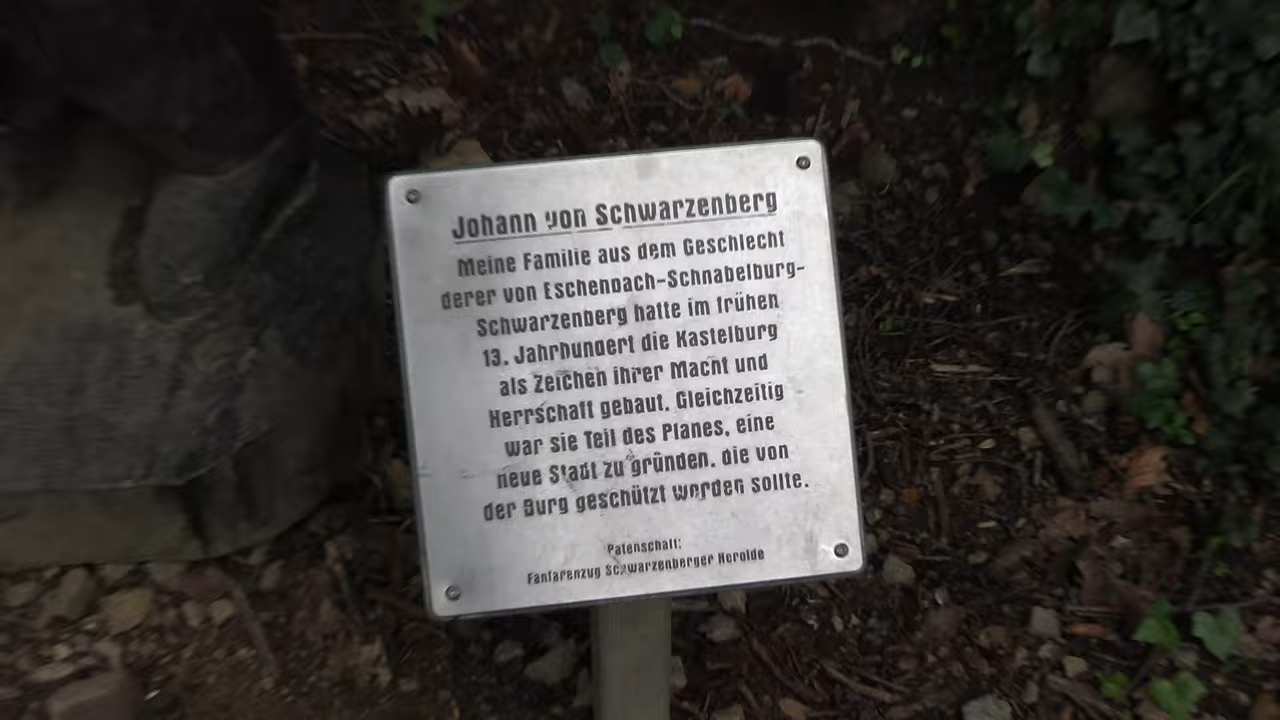 Johann von Schwarzenberg
Meine Familie aus dem Geschlecht
derer von Eschenbach-Schnabelburg-
Schwarzenberg hatte im frühen
13. Jahrhundert die Kastelburg
als Zeichen ihrer Macht und
Herrschaft gebaut. Gleichzeitig
war sie Teil des Planes, eine
neue Stadt zu gründen, die von
der Burg geschützt werden sollte.
Patenschaft:
Fanfarenzug Schwarzenberger Herolde